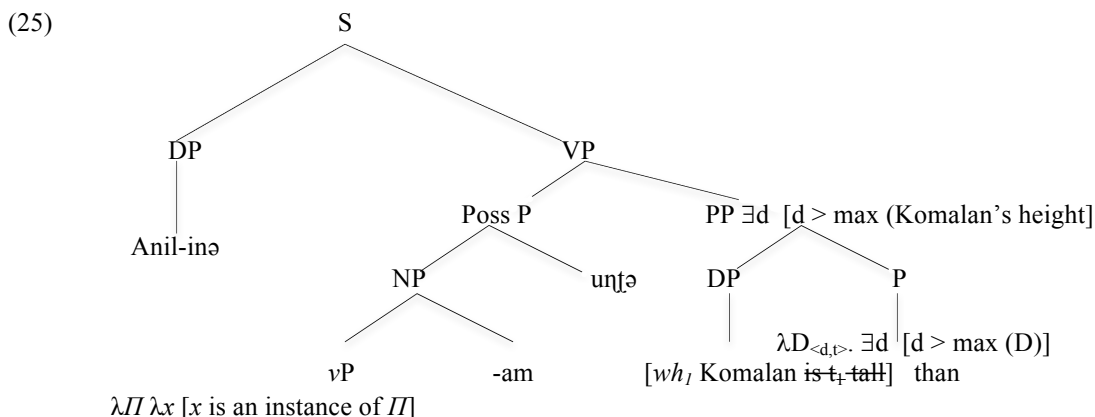 (25) S
DP VP
Poss P PP ∃d [d > max (Komalan’s height]
Anil-inə
NP uṇṭə DP P
λD<d,t>. ∃d [d > max (D)]
vP -am [wh₁ Komalan is t₁ tall] than
λΠ λx [x is an instance of Π]